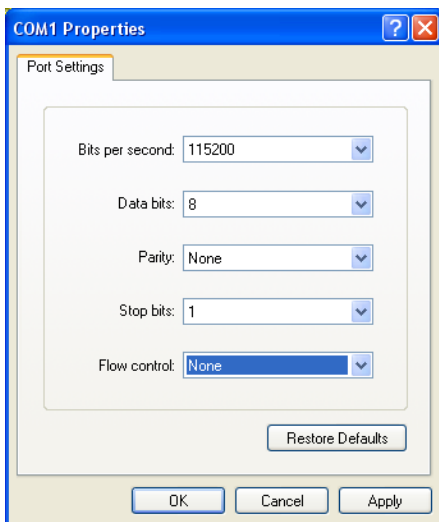 COM1 Properties
Port Settings
Bits per second: 115200
Data bits: 8
Parity: None
Stop bits: 1
Flow control: None
Restore Defaults
OK Cancel Apply